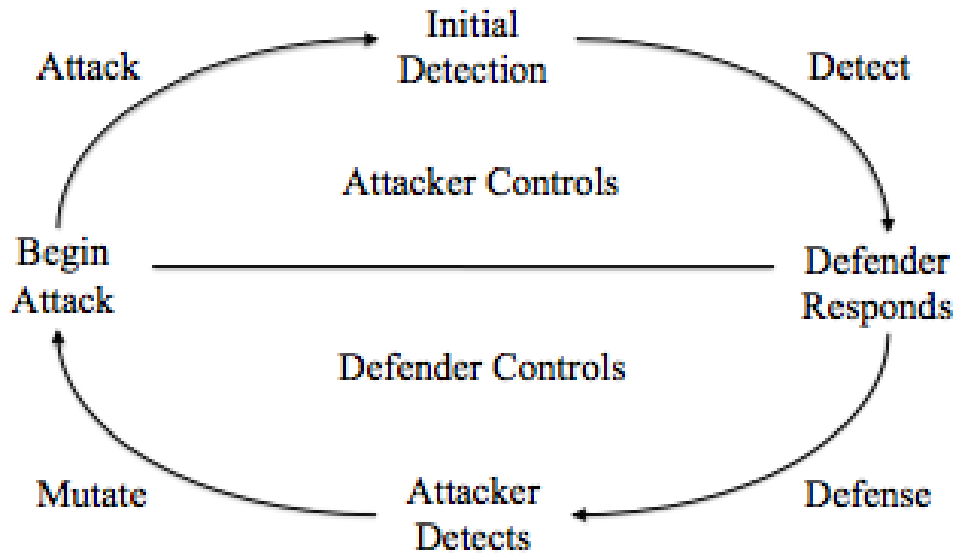 Initial
Detection
Attack
Detect
Attacker Controls
Begin
Attack
Defender
Responds
Defender Controls
Mutate
Attacker
Detects
Defense